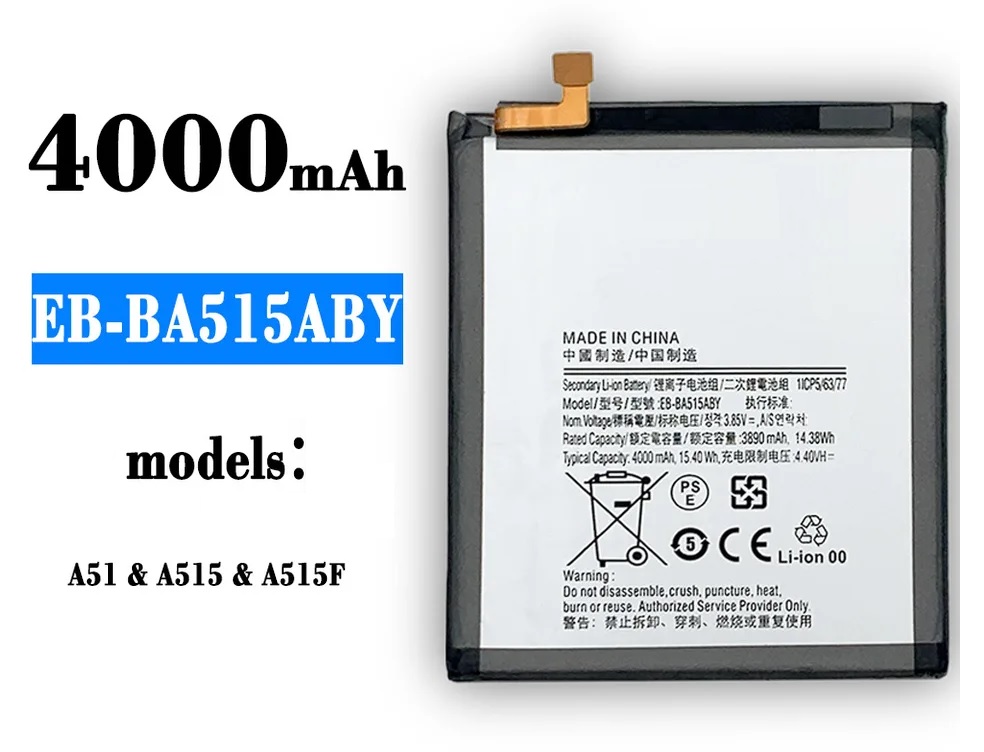 4000mAh
EB-BA515ABY
models:
A51 & A515 & A515F
MADE IN CHINA
中國制造/中国制造
Secondary Li-ion Battery/锂离子电池组/二次鋰電池組 1ICP5/63/77
Model/型号/型號:EB-BA515ABY 执行标准:
Nom.Voltage/標稱電壓/标称电压/정격:3.85V⎓,A/S연락처:
Rated Capacity/額定電容量/额定容量:3890mAh, 14.38Wh
Typical Capacity: 4000 mAh, 15.40 Wh,充电限制电压:4.40V⎓
PS
E
5
CE
Li-ion 00
Warning:
Do not disassemble,crush, puncture, heat,
burn or reuse. Authorized Service Provider Only.
警告: 禁止拆卸、穿刺、燃烧或重复使用